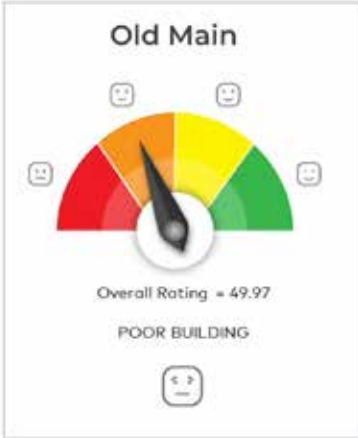 Old Main
Overall Rating = 49.97
POOR BUILDING